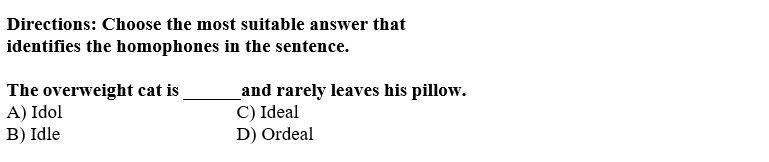 Directions: Choose the most suitable answer that
identifies the homophones in the sentence.
The overweight cat is ______and rarely leaves his pillow.
A) Idol C) Ideal
B) Idle D) Ordeal